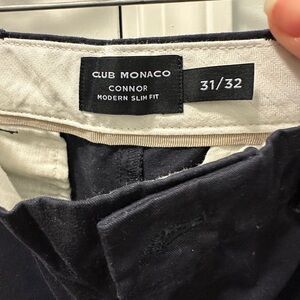 CLUB MONACO
CONNOR
MODERN SLIM FIT
31/32